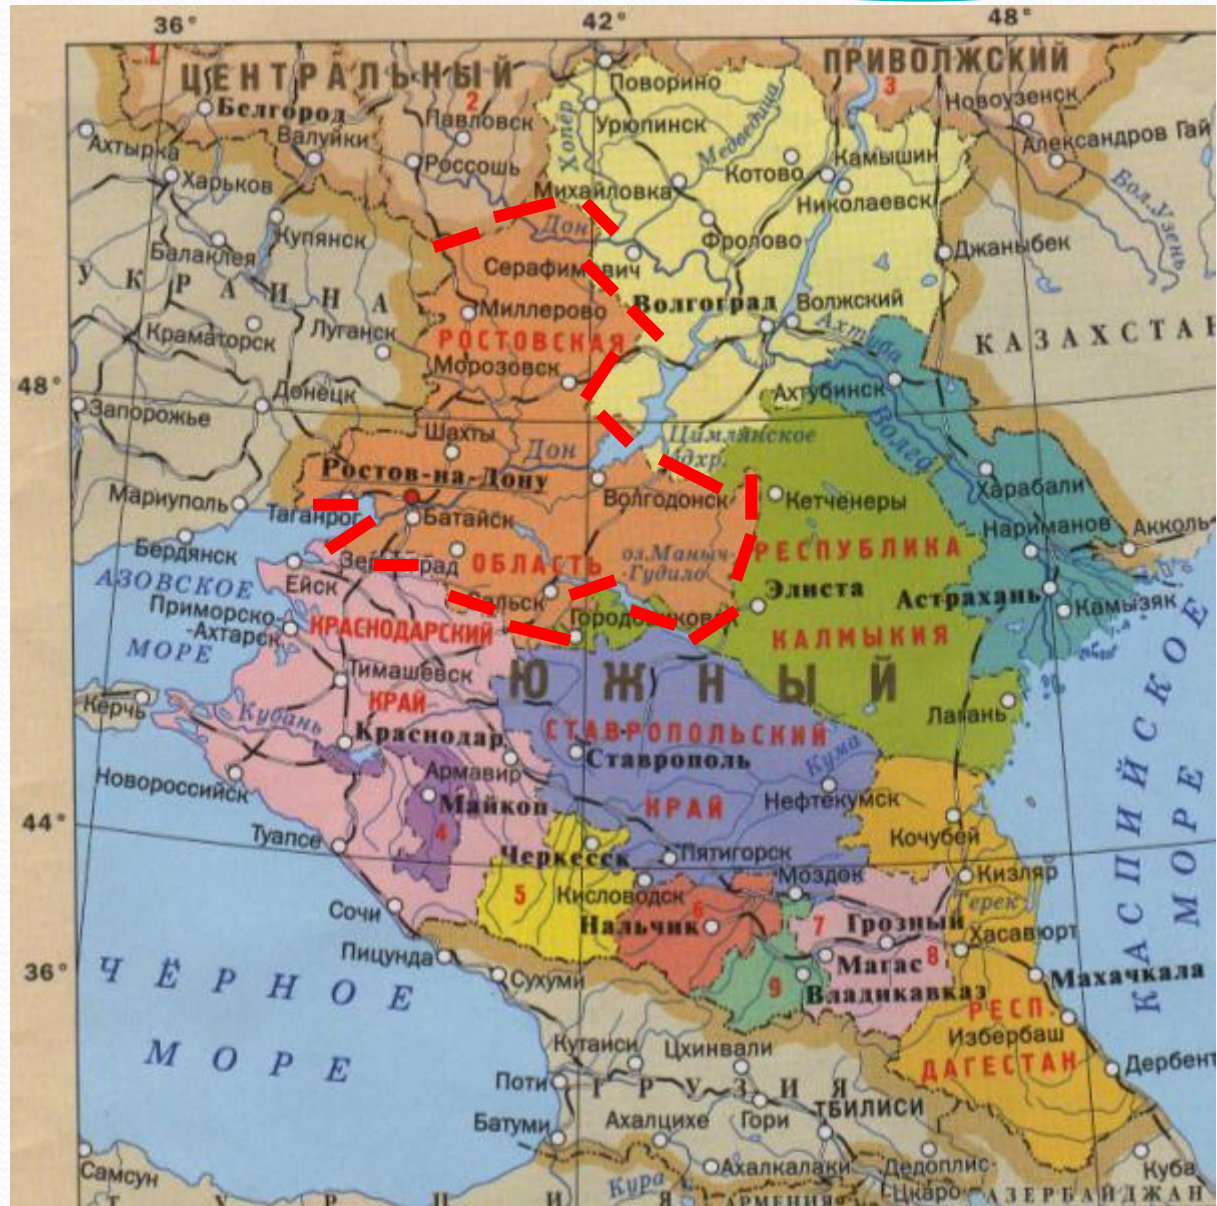 36°
42°
48°
1
ЦЕНТРАЛЬНЫЙ
ПРИВОЛЖСКИЙ
Поворино
3
Белгород
2
Новоузенск
Павловск
Хопёр
Урюпинск
Медведица
Валуйки
Александров Гай
Ахтырка
Россошь
Камышин
Котово
Харьков
Михайловка
Бол.Узень
Николаевск
Купянск
Дон
Фролово
Джаныбек
Балаклея
Серафимович
УКРАИНА
Миллерово
Волгоград
Волжский
Луганск
Ахтуба
КАЗАХСТАН
Краматорск
РОСТОВСКАЯ
Морозовск
48°
Донецк
Ахтубинск
Запорожье
Шахты
Дон
Цимлянское
вдхр.
Ростов-на-Дону
Харабали
Мариуполь
Волгодонск
Кетченеры
Таганрог
Батайск
Нариманов
Акколь
Бердянск
ОБЛАСТЬ
оз.Маныч-
-Гудило
РЕСПУБЛИКА
АЗОВСКОЕ
Ейск
Элиста
Астрахань
Камызяк
Приморско-
-Ахтарск
Сальск
КРАСНОДАРСКИЙ
КАЛМЫКИЯ
МОРЕ
Тимашёвск
ЮЖНЫЙ
Керчь
КРАЙ
Лагань
Кубань
Краснодар
СТАВРОПОЛЬСКИЙ
Кума
Ставрополь
Новороссийск
Армавир
КАСПИЙСКОЕ
МОРЕ
Майкоп
КРАЙ
Нефтекумск
44°
4
Кочубей
Туапсе
Черкесск
Пятигорск
5
Кисловодск
Моздок
Кизляр
Терек
Сочи
6
Нальчик
7
Грозный
Хасавюрт
Пицунда
8
Магас
36°
Сухуми
9
Владикавказ
Махачкала
ЧЁРНОЕ
РЕСП.
Избербаш
МОРЕ
Кутаиси
Цхинвали
ДАГЕСТАН
Дербент
Поти
ГРУЗИЯ
Ахалцихе
Гори
ТБИЛИСИ
Батуми
Самсун
Ахалкалаки
Дедоплис-
-Цкаро
Куба
Кура
ТУРЦИЯ
АРМЕНИЯ
АЗЕРБАЙДЖАН